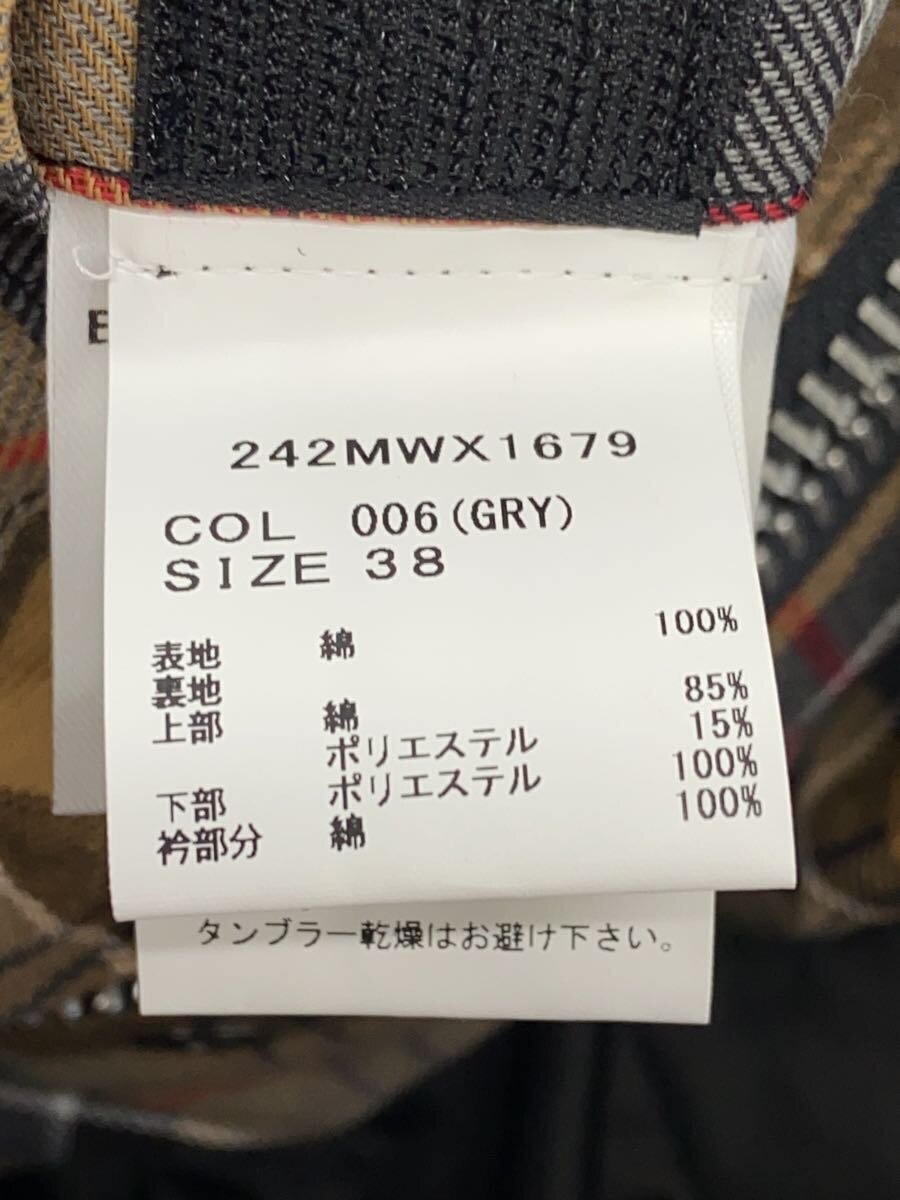 242MWX1679
COL 006(GRY)
SIZE 38
表地 綿 100%
裏地
上部 綿 85%
ポリエステル 15%
下部 ポリエステル 100%
衿部分 綿 100%
タンブラー乾燥はお避け下さい。